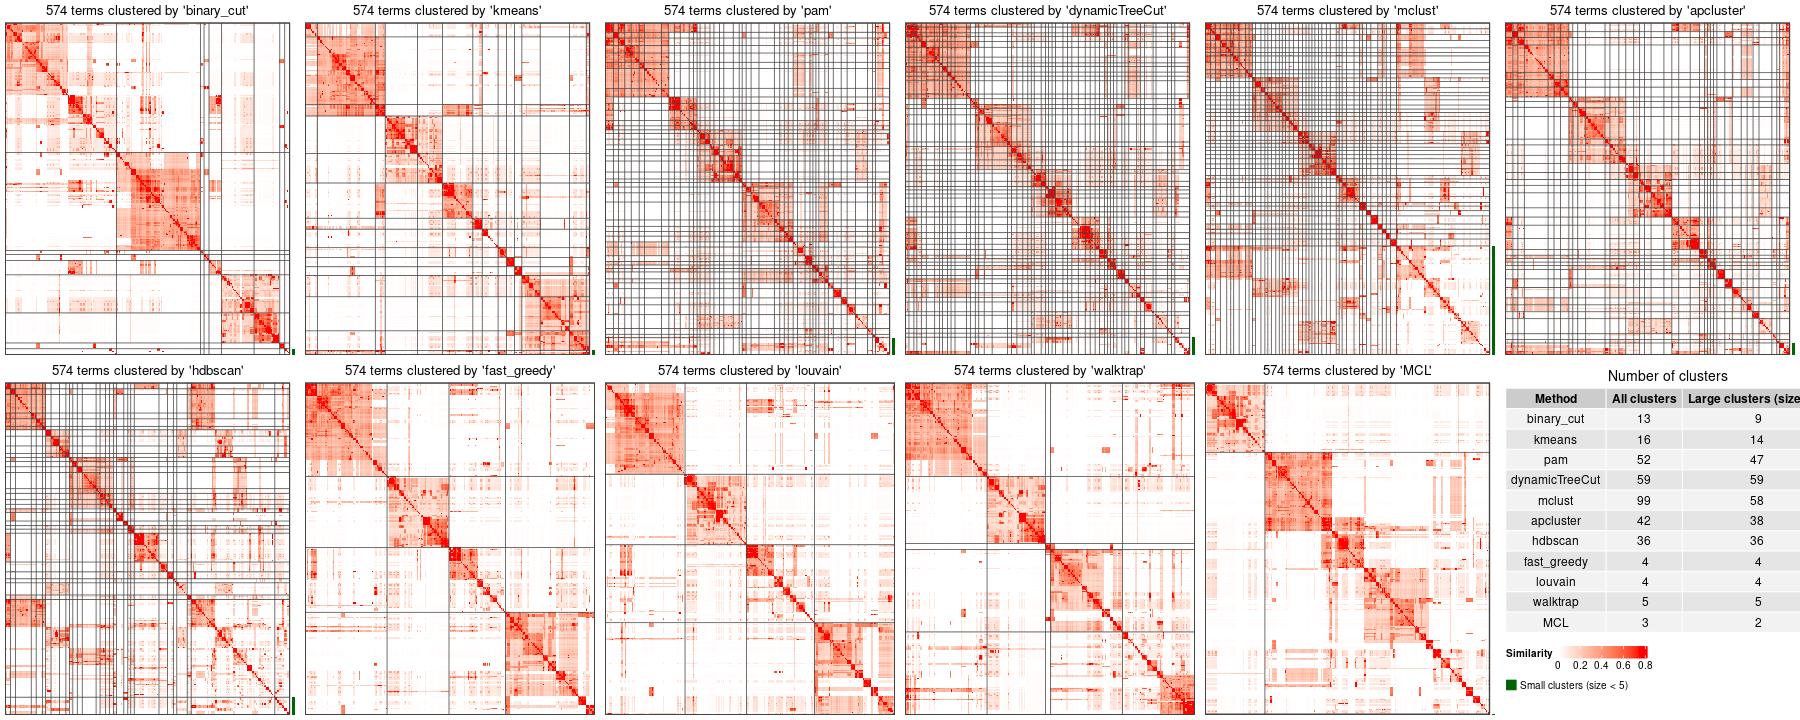 574 terms clustered by 'binary_cut'
574 terms clustered by 'kmeans'
574 terms clustered by 'pam'
574 terms clustered by 'dynamicTreeCut'
574 terms clustered by 'mclust'
574 terms clustered by 'apcluster'
574 terms clustered by 'hdbscan'
574 terms clustered by 'fast_greedy'
574 terms clustered by 'louvain'
574 terms clustered by 'walktrap'
574 terms clustered by 'MCL'
Number of clusters
Method All clusters Large clusters (size
binary_cut 13 9
kmeans 16 14
pam 52 47
dynamicTreeCut 59 59
mclust 99 58
apcluster 42 38
hdbscan 36 36
fast_greedy 4 4
louvain 4 4
walktrap 5 5
MCL 3 2
Similarity
0 0.2 0.4 0.6 0.8
Small clusters (size < 5)